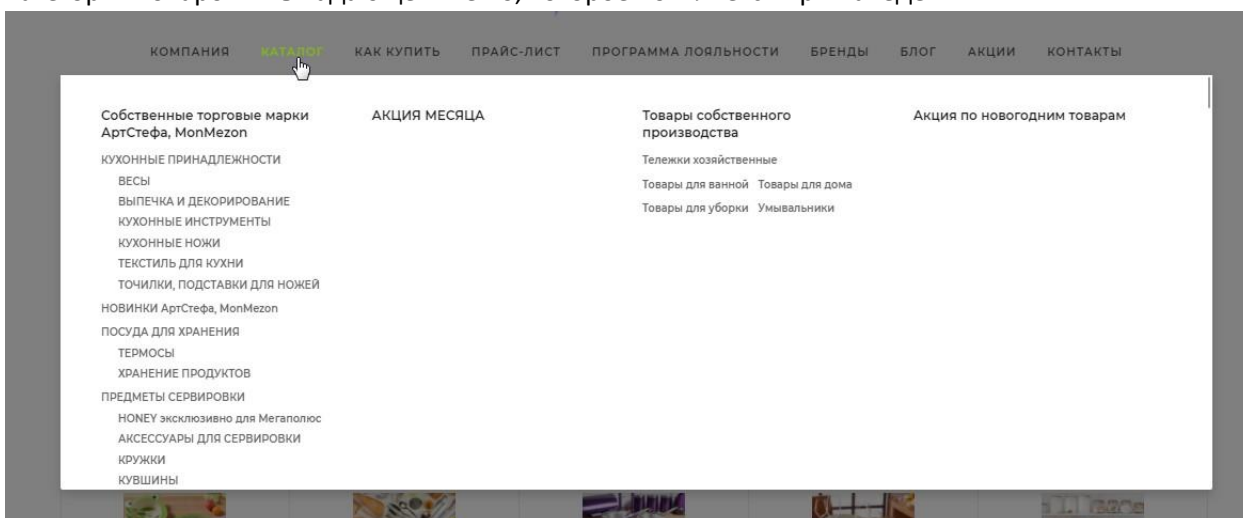 КОМПАНИЯ КАТАЛОГ КАК КУПИТЬ ПРАЙС-ЛИСТ ПРОГРАММА ЛОЯЛЬНОСТИ БРЕНДЫ БЛОГ АКЦИИ КОНТАКТЫ
Собственные торговые марки
АртСтефа, MonMezon
КУХОННЫЕ ПРИНАДЛЕЖНОСТИ
ВЕСЫ
ВЫПЕЧКА И ДЕКОРИРОВАНИЕ
КУХОННЫЕ ИНСТРУМЕНТЫ
КУХОННЫЕ НОЖИ
ТЕКСТИЛЬ ДЛЯ КУХНИ
ТОЧИЛКИ, ПОДСТАВКИ ДЛЯ НОЖЕЙ
НОВИНКИ АртСтефа, MonMezon
ПОСУДА ДЛЯ ХРАНЕНИЯ
ТЕРМОСЫ
ХРАНЕНИЕ ПРОДУКТОВ
ПРЕДМЕТЫ СЕРВИРОВКИ
HONEY эксклюзивно для Мегаполюс
АКСЕССУАРЫ ДЛЯ СЕРВИРОВКИ
КРУЖКИ
КУВШИНЫ
АКЦИЯ МЕСЯЦА
Товары собственного
производства
Тележки хозяйственные
Товары для ванной Товары для дома
Товары для уборки Умывальники
Акция по новогодним товарам